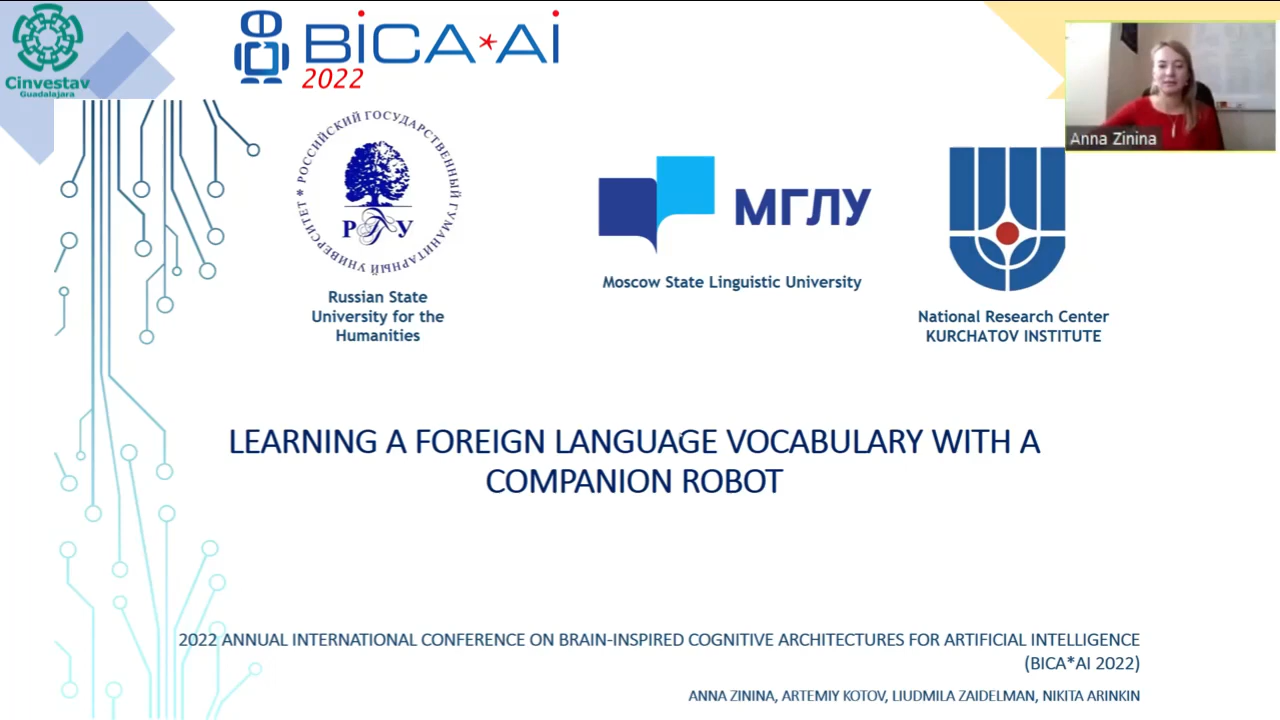 Cinvestav
Guadalajara
BiCA*Ai
2022
Anna Zinina
РОССИЙСКИЙ ГОСУДАРСТВЕННЫЙ ГУМАНИТАРНЫЙ УНИВЕРСИТЕТ *
РГГУ
МГЛУ
Russian State
University for the
Humanities
Moscow State Linguistic University
National Research Center
KURCHATOV INSTITUTE
LEARNING A FOREIGN LANGUAGE VOCABULARY WITH A
COMPANION ROBOT
2022 ANNUAL INTERNATIONAL CONFERENCE ON BRAIN-INSPIRED COGNITIVE ARCHITECTURES FOR ARTIFICIAL INTELLIGENCE
(BICA*AI 2022)
ANNA ZININA, ARTEMIY KOTOV, LIUDMILA ZAIDELMAN, NIKITA ARINKIN